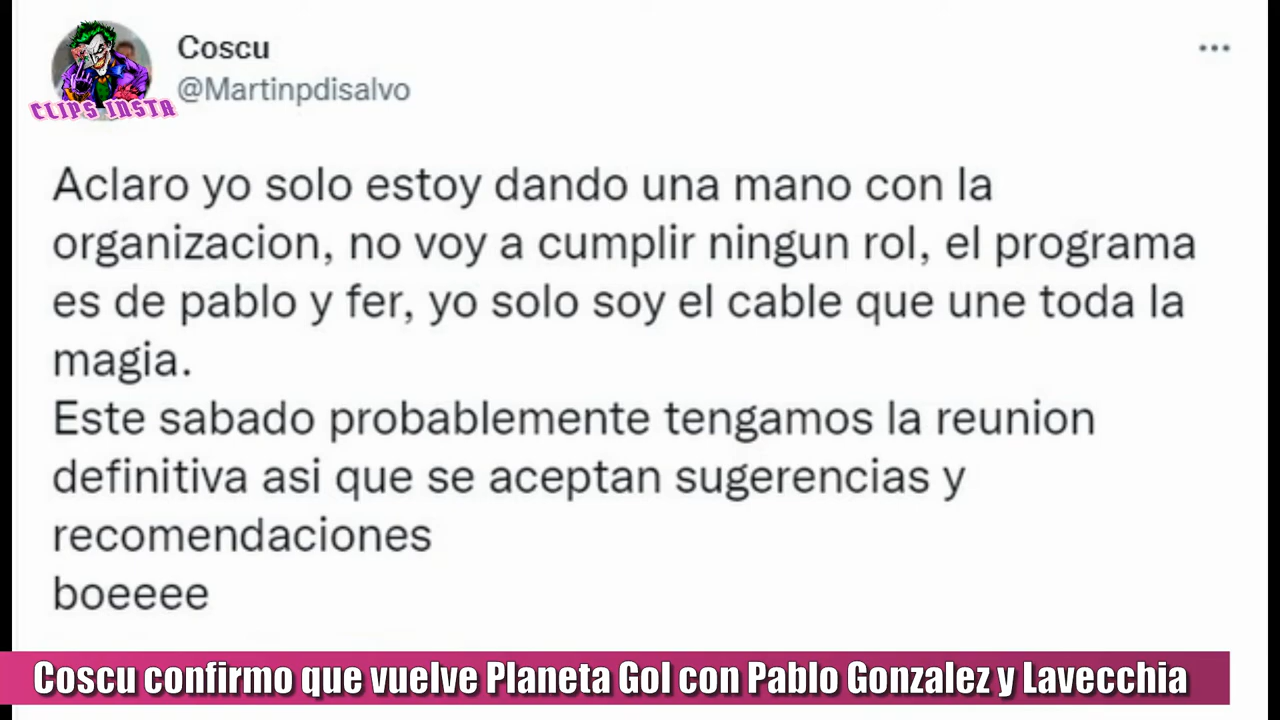 Coscu
@Martinpdisalvo
CLIPS INSTA
Aclaro yo solo estoy dando una mano con la
organizacion, no voy a cumplir ningun rol, el programa
es de pablo y fer, yo solo soy el cable que une toda la
magia.
Este sabado probablemente tengamos la reunion
definitiva asi que se aceptan sugerencias y
recomendaciones
boeeee
Coscu confirmo que vuelve Planeta Gol con Pablo Gonzalez y Lavecchia